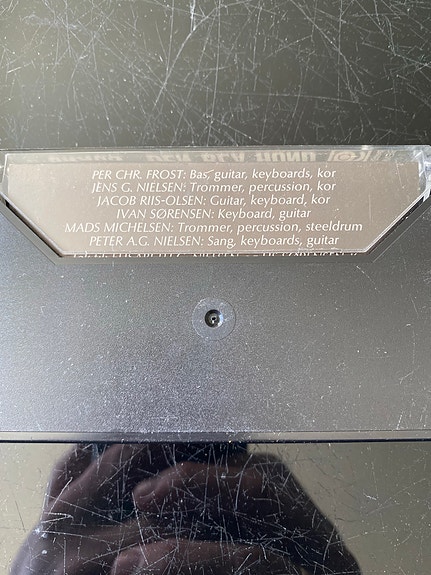 PER CHR. FROST: Bas, guitar, keyboards, kor
JENS G. NIELSEN: Trommer, percussion, kor
JACOB RIIS-OLSEN: Guitar, keyboard, kor
IVAN SØRENSEN: Keyboard, guitar
MADS MICHELSEN: Trommer, percussion, steeldrum
PETER A.G. NIELSEN: Sang, keyboards, guitar